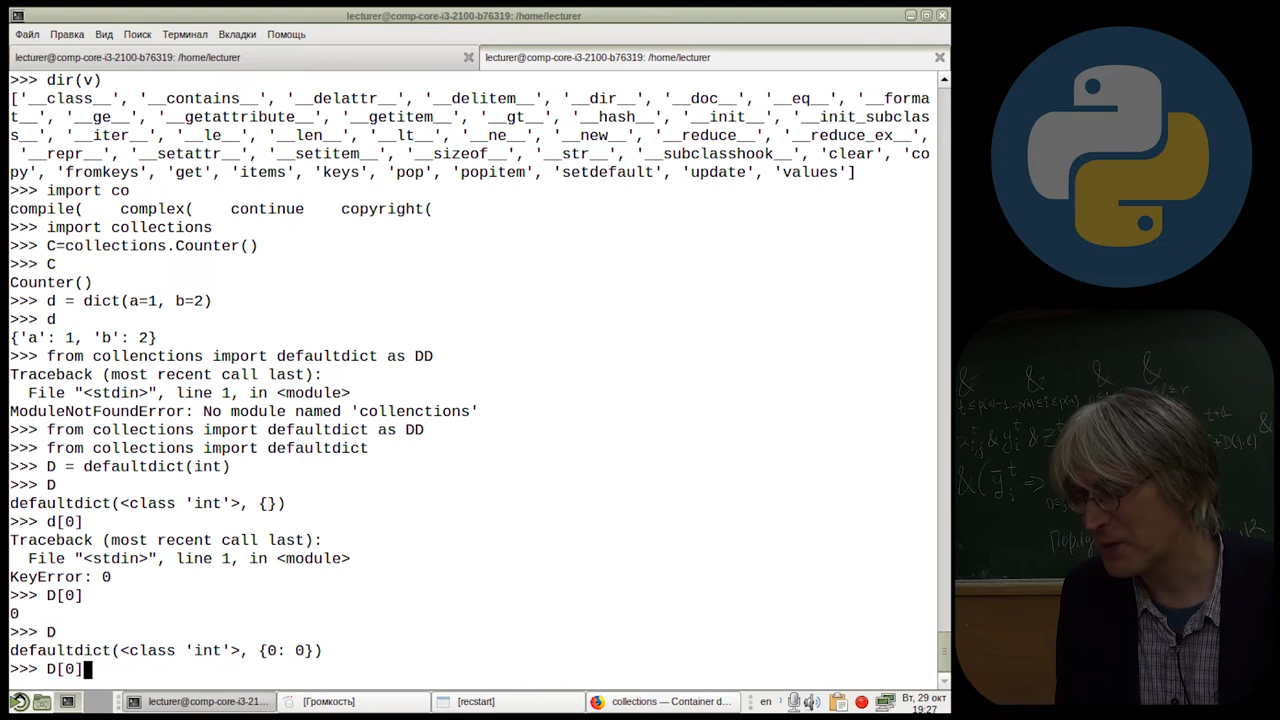 lecturer@comp-core-i3-2100-b76319: /home/lecturer
Файл Правка Вид Поиск Терминал Вкладки Помощь
lecturer@comp-core-i3-2100-b76319: /home/lecturer
lecturer@comp-core-i3-2100-b76319: /home/lecturer
>>> dir(v)
['__class__', '__contains__', '__delattr__', '__delitem__', '__dir__', '__doc__', '__eq__', '__forma
t__', '__ge__', '__getattribute__', '__getitem__', '__gt__', '__hash__', '__init__', '__init_subclas
s__', '__iter__', '__le__', '__len__', '__lt__', '__ne__', '__new__', '__reduce__', '__reduce_ex__',
'__repr__', '__setattr__', '__setitem__', '__sizeof__', '__str__', '__subclasshook__', 'clear', 'co
py', 'fromkeys', 'get', 'items', 'keys', 'pop', 'popitem', 'setdefault', 'update', 'values']
>>> import co
compile( complex( continue copyright(
>>> import collections
>>> C=collections.Counter()
>>> C
Counter()
>>> d = dict(a=1, b=2)
>>> d
{'a': 1, 'b': 2}
>>> from collenctions import defaultdict as DD
Traceback (most recent call last):
File "<stdin>", line 1, in <module>
ModuleNotFoundError: No module named 'collenctions'
>>> from collections import defaultdict as DD
>>> from collections import defaultdict
>>> D = defaultdict(int)
>>> D
defaultdict(<class 'int'>, {})
>>> d[0]
Traceback (most recent call last):
File "<stdin>", line 1, in <module>
KeyError: 0
>>> D[0]
0
>>> D
defaultdict(<class 'int'>, {0: 0})
>>> D[0]
lecturer@comp-core-i3-21...
[Громкость]
[recstart]
collections — Container d...
en
Вт, 29 окт
19:27